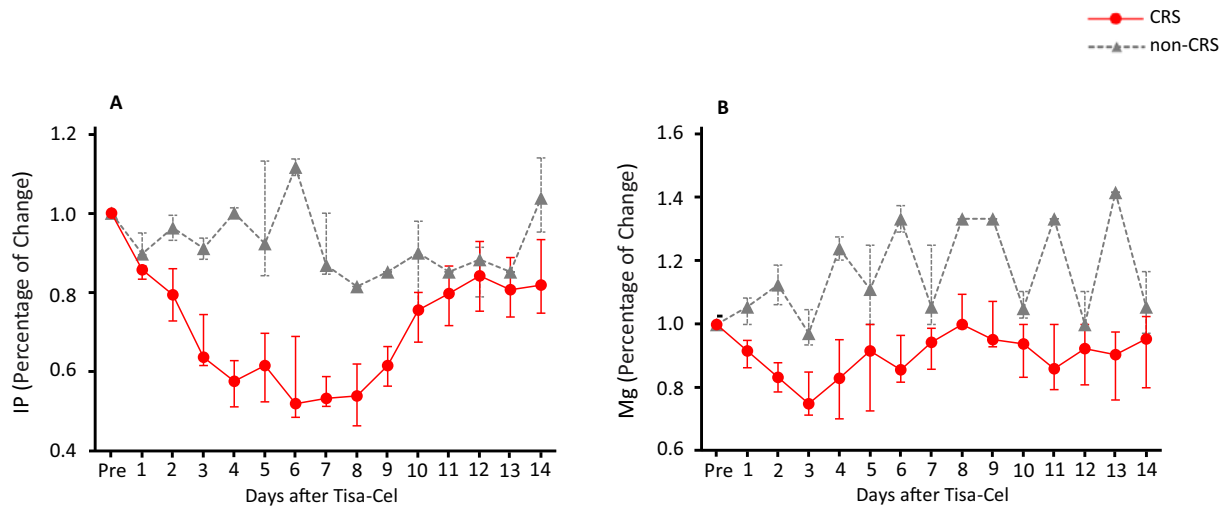 CRS
non-CRS
A
IP (Percentage of Change)
1.2
1.0
0.8
0.6
0.4
Pre 1 2 3 4 5 6 7 8 9 10 11 12 13 14
Days after Tisa-Cel
B
Mg (Percentage of Change)
1.6
1.4
1.2
1.0
0.8
0.6
Pre 1 2 3 4 5 6 7 8 9 10 11 12 13 14
Days after Tisa-Cel